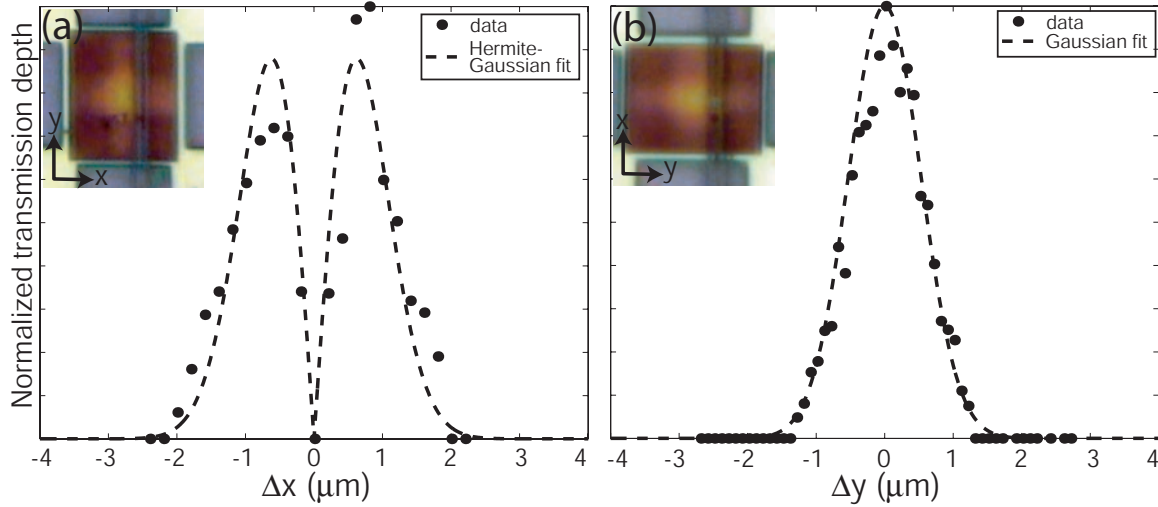 (a)
y
x
data
Hermite-
Gaussian fit
Normalized transmission depth
-4
-3
-2
-1
0
1
2
3
4
Δx (μm)
(b)
x
y
data
Gaussian fit
-4
-3
-2
-1
0
1
2
3
4
Δy (μm)